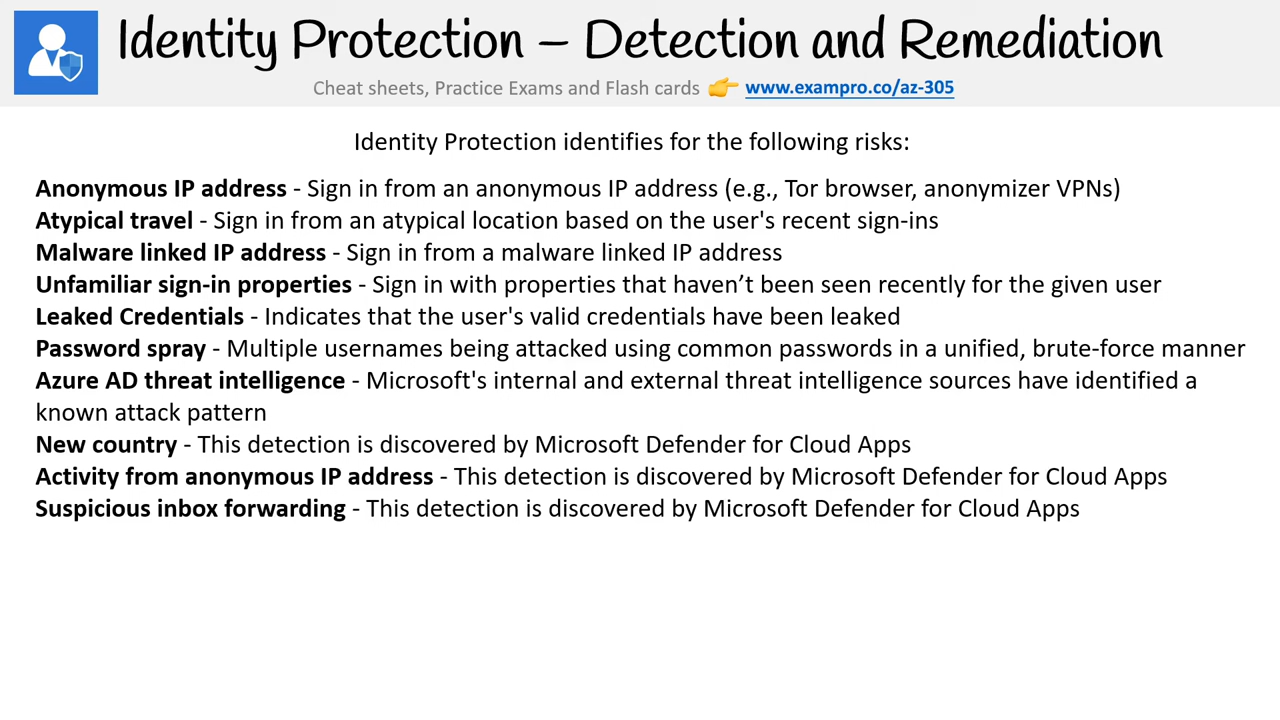 Identity Protection – Detection and Remediation
Cheat sheets, Practice Exams and Flash cards 👉 www.exampro.co/az-305
Identity Protection identifies for the following risks:
Anonymous IP address - Sign in from an anonymous IP address (e.g., Tor browser, anonymizer VPNs)
Atypical travel - Sign in from an atypical location based on the user's recent sign-ins
Malware linked IP address - Sign in from a malware linked IP address
Unfamiliar sign-in properties - Sign in with properties that haven’t been seen recently for the given user
Leaked Credentials - Indicates that the user's valid credentials have been leaked
Password spray - Multiple usernames being attacked using common passwords in a unified, brute-force manner
Azure AD threat intelligence - Microsoft's internal and external threat intelligence sources have identified a
known attack pattern
New country - This detection is discovered by Microsoft Defender for Cloud Apps
Activity from anonymous IP address - This detection is discovered by Microsoft Defender for Cloud Apps
Suspicious inbox forwarding - This detection is discovered by Microsoft Defender for Cloud Apps